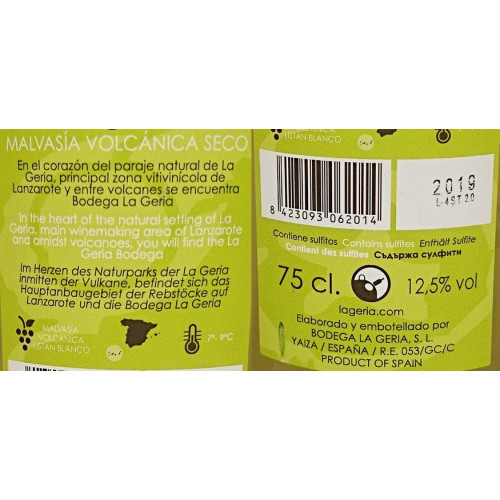 MALVASÍA VOLCÁNICA SECO
En el corazón del paraje natural de La
Geria, principal zona vitivinícola de
Lanzarote y entre volcanes se encuentra
Bodega La Geria
In the heart of the natural setting of La
Geria, main winemaking area of Lanzarote
and amidst volcanoes, you will find the La
Geria Bodega
Im Herzen des Naturparks der La Geria
inmitten der Vulkane, befindet sich das
Hauptanbaugebiet der Rebstöcke auf
Lanzarote und die Bodega La Geria
MALVASÍA
VOLCÁNICA
LISTÁN BLANCO
7º- 9ºC
VOLCÁNICA
LISTÁN BLANCO
8 423093 062014
2019
L-4ST 20
Contiene sulfitos Contains sulfites Enthält Sulfite
Contient des sulfites Съдържа сулфити
75 cl.
12,5% vol
lageria.com
Elaborado y embotellado por
BODEGA LA GERIA, S.L.
YAIZA / ESPAÑA / R.E. 053/GC/C
PRODUCT OF SPAIN